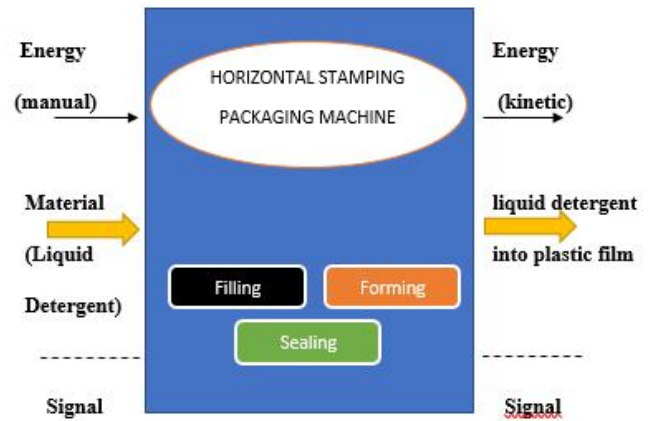 Energy
(manual)
Material
(Liquid
Detergent)
Signal
HORIZONTAL STAMPING
PACKAGING MACHINE
Filling
Forming
Sealing
Energy
(kinetic)
liquid detergent
into plastic film
Signal